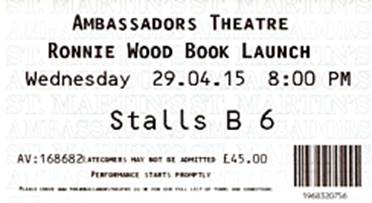 AMBASSADORS THEATRE
RONNIE WOOD BOOK LAUNCH
Wednesday 29.04.15 8:00 PM
Stalls B 6
AV:168682 LATECOMERS MAY NOT BE ADMITTED £45.00
PERFORMANCE STARTS PROMPTLY
1968320756